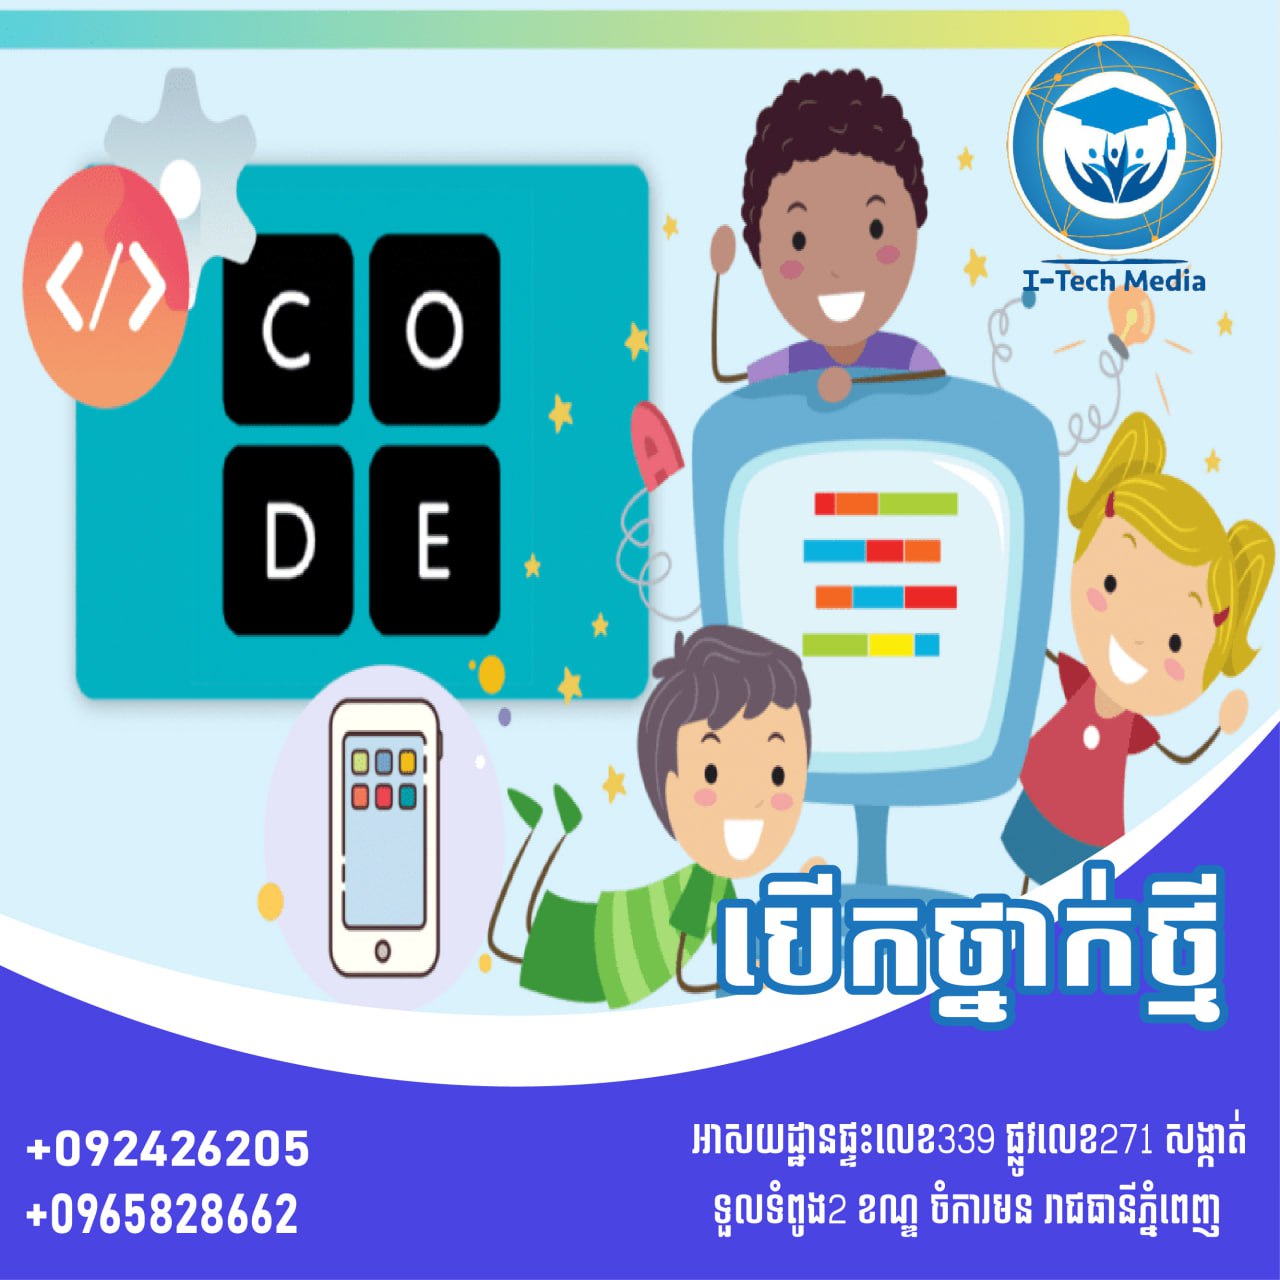 </>
C O
D E
A
I-Tech Media
បើកថ្នាក់ថ្មី
+092426205
+0965828662
អាសយដ្ឋានផ្ទះលេខ339 ផ្លូវលេខ271 សង្កាត់
ទួលទំពូង2 ខណ្ឌ ចំការមន រាជធានីភ្នំពេញ